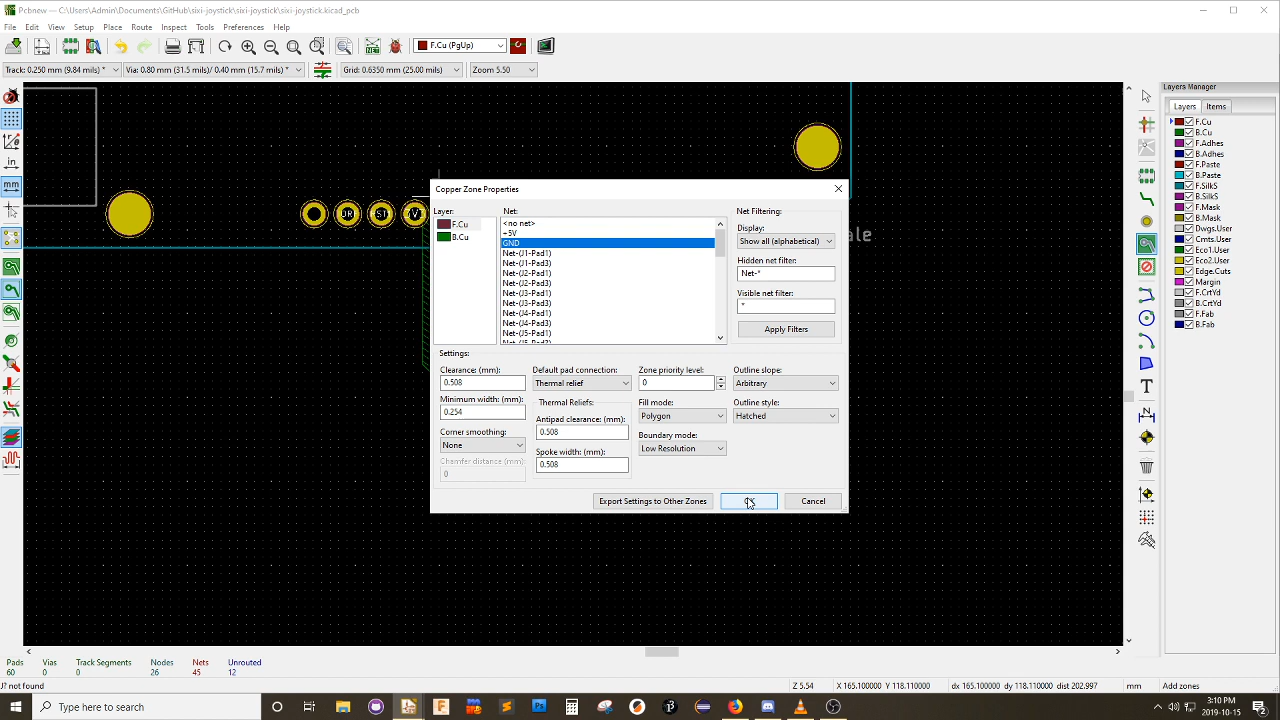 Pcbnew — C:\Users\Admin\Documents\GitHub\sixi-joystick\sixi-joystick\sixi-joystick.kicad_pcb
File Edit View Setup Place Route Inspect Tools Preferences Help
F.Cu (PgUp)
Track: 0.250 mm (9.84 mils) * Via: 0.80 mm (31.5 mils)/ 0.40 mm (15.7 mils) * Grid: 0.6350 mm (25.00 mils) Zoom 5.50
Layers Manager
Layers Items
F.Cu
B.Cu
F.Adhes
B.Adhes
F.Paste
B.Paste
F.SilkS
B.SilkS
F.Mask
B.Mask
Dwgs.User
Cmts.User
Eco1.User
Eco2.User
Edge.Cuts
Margin
F.CrtYd
B.CrtYd
F.Fab
B.Fab
in
mm
Copper Zone Properties
Layer:
F.Cu
B.Cu
Net:
<no net>
+5V
GND
Net-(J1-Pad1)
Net-(J1-Pad3)
Net-(J2-Pad1)
Net-(J2-Pad3)
Net-(J3-Pad1)
Net-(J3-Pad3)
Net-(J4-Pad1)
Net-(J4-Pad3)
Net-(J5-Pad1)
Net-(J5-Pad3)
Net Filtering:
Display:
Show all (alphabetical)
Hidden net filter:
Net-*
Visible net filter:
*
Apply Filters
Settings:
Clearance: (mm):
0.508
Minimum width: (mm):
0.254
Corner smoothing:
None
Chamfer distance (mm):
0
Default pad connection:
Thermal relief
Thermal Reliefs:
Antipad clearance: (mm):
0.508
Spoke width: (mm):
0.508
Zone priority level:
0
Fill mode:
Polygon
Boundary mode:
Low Resolution
Outline slope:
Arbitrary
Outline style:
Hatched
Export Settings to Other Zones
Cancel
ale
Pads Vias Track Segments Nodes Nets Unrouted
60 0 0 26 45 12
J? not found Z 5.54 X 165.100000 Y 118.110000 dx 165.100000 dy 118.110000 dist 202.997 mm Add zones
Type here to search
3:10 PM
2019-10-15